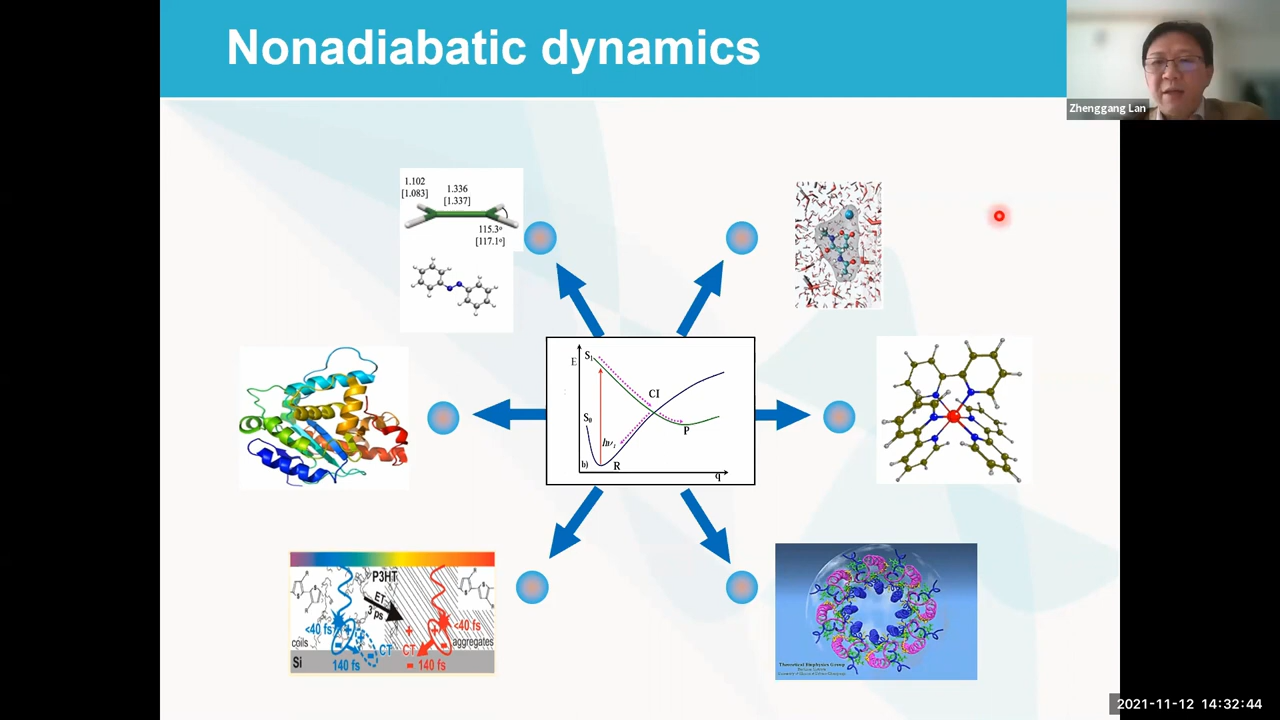 Nonadiabatic dynamics
Zhenggang Lan
1.102
[1.083]
1.336
[1.337]
115.3º
[117.1º]
E
S₁
CI
S₀
P
hν
b)
R
q
P3HT
ET
3 ps
<40 fs
<40 fs
coils
CT
CT
aggregates
Si
140 fs
140 fs
Theoretical Biophysics Group
2021-11-12 14:32:44